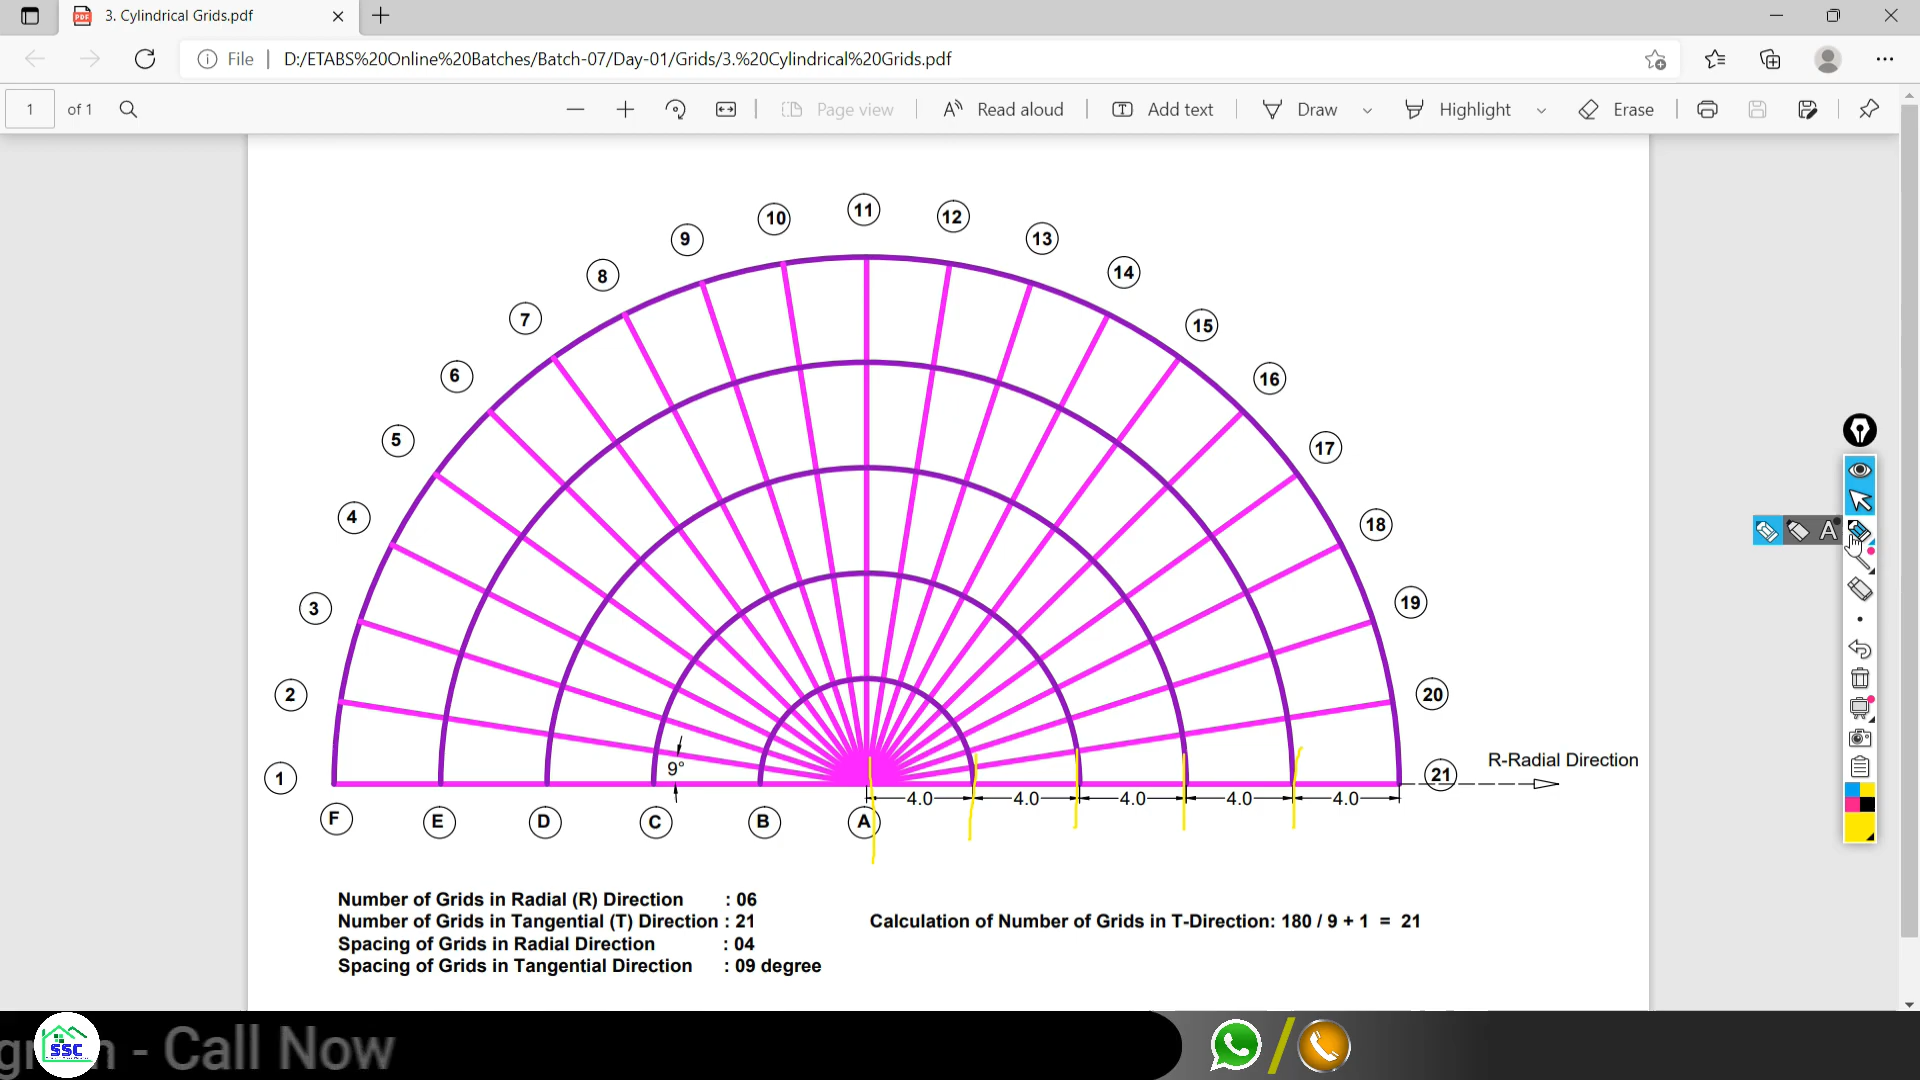 3. Cylindrical Grids.pdf
File
D:/ETABS%20Online%20Batches/Batch-07/Day-01/Grids/3.%20Cylindrical%20Grids.pdf
1 of 1
Page view
Read aloud
Add text
Draw
Highlight
Erase
11
10
12
9
13
8
14
7
15
6
16
5
17
4
18
3
19
2
20
R-Radial Direction
9°
1
21
4.0 4.0 4.0 4.0 4.0
F E D C B A
Number of Grids in Radial (R) Direction : 06
Number of Grids in Tangential (T) Direction : 21
Calculation of Number of Grids in T-Direction: 180 / 9 + 1 = 21
Spacing of Grids in Radial Direction : 04
Spacing of Grids in Tangential Direction : 09 degree
SSC
- Call Now